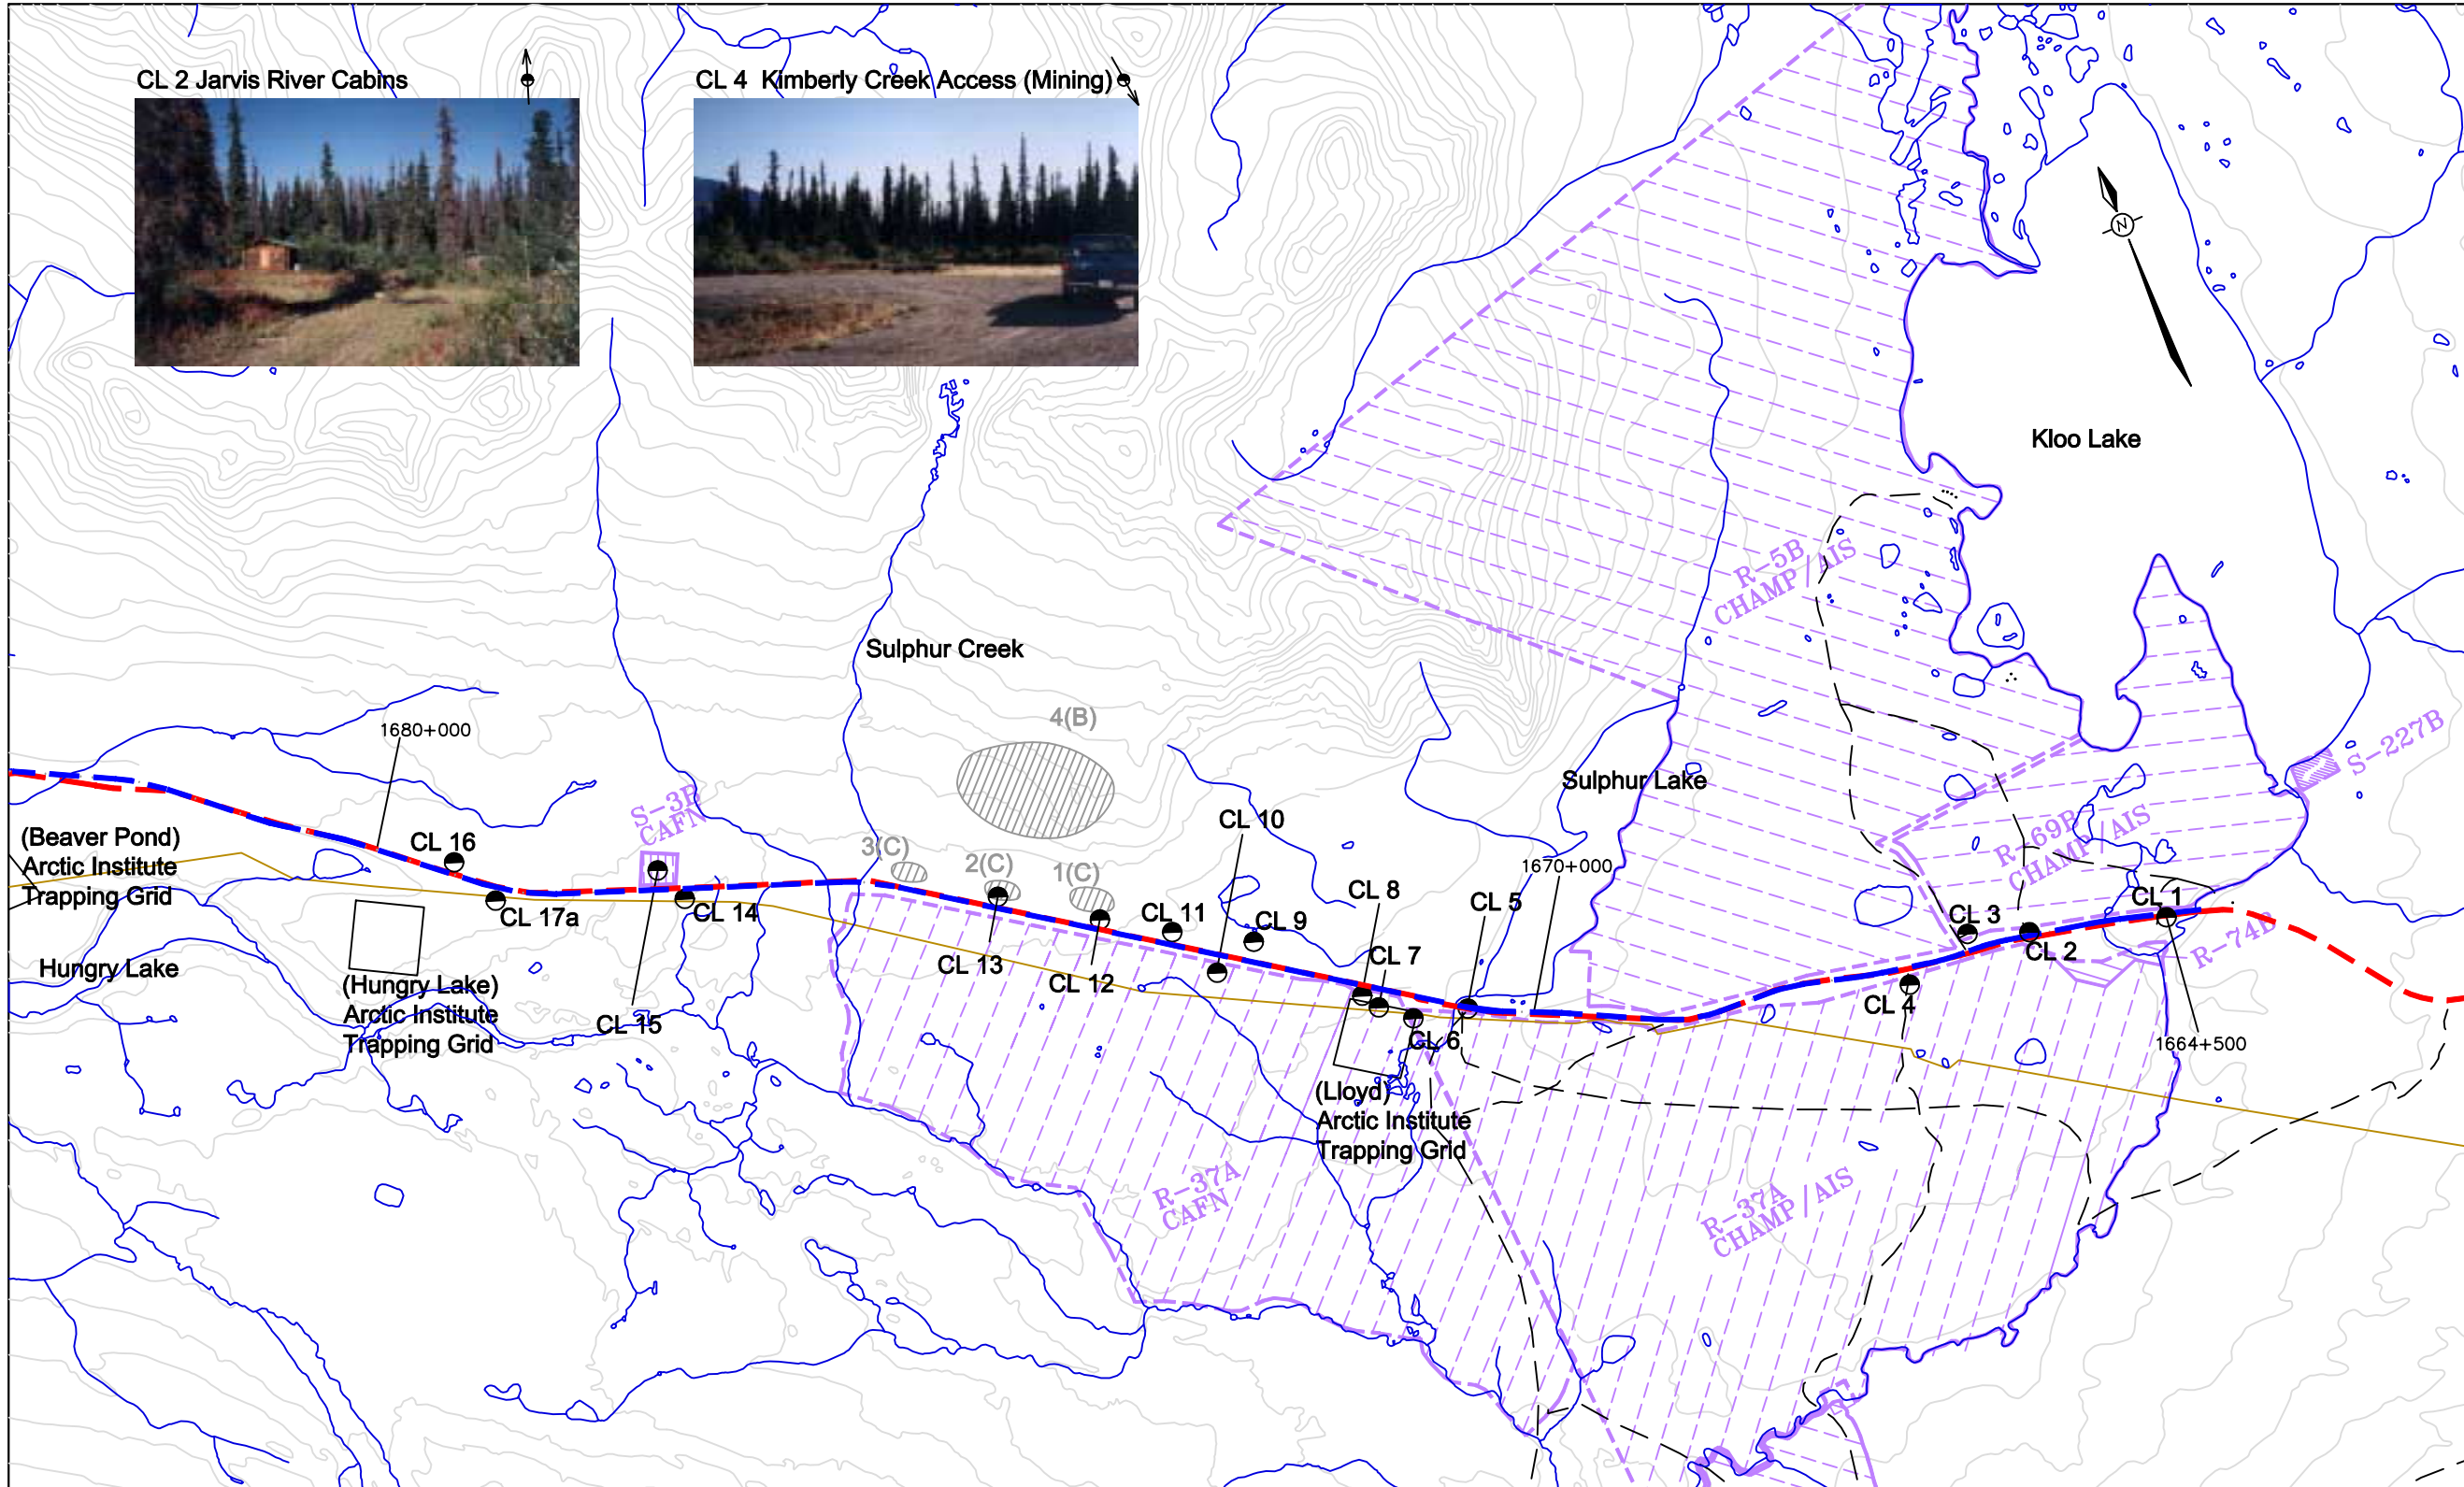 CL 2 Jarvis River Cabins
CL 4  Kimberly Creek Access (Mining)
N
Kloo Lake
R-5B
CHAMP/AIS
Sulphur Creek
4(B)
1680+000
S-227B
Sulphur Lake
S-3B
CAFN
(Beaver Pond)
Arctic Institute
Trapping Grid
CL 16
CL 10
R-69B
CHAMP/AIS
3(C)
2(C)
1(C)
1670+000
CL 8
CL 5
CL 1
CL 17a
CL 14
CL 11
CL 9
CL 3
CL 2
R-74B
CL 7
CL 13
CL 12
Hungry Lake
(Hungry Lake)
Arctic Institute
Trapping Grid
CL 15
CL 4
CL 6
1664+500
(Lloyd)
Arctic Institute
Trapping Grid
R-37A
CAFN
R-37A
CHAMP/AIS